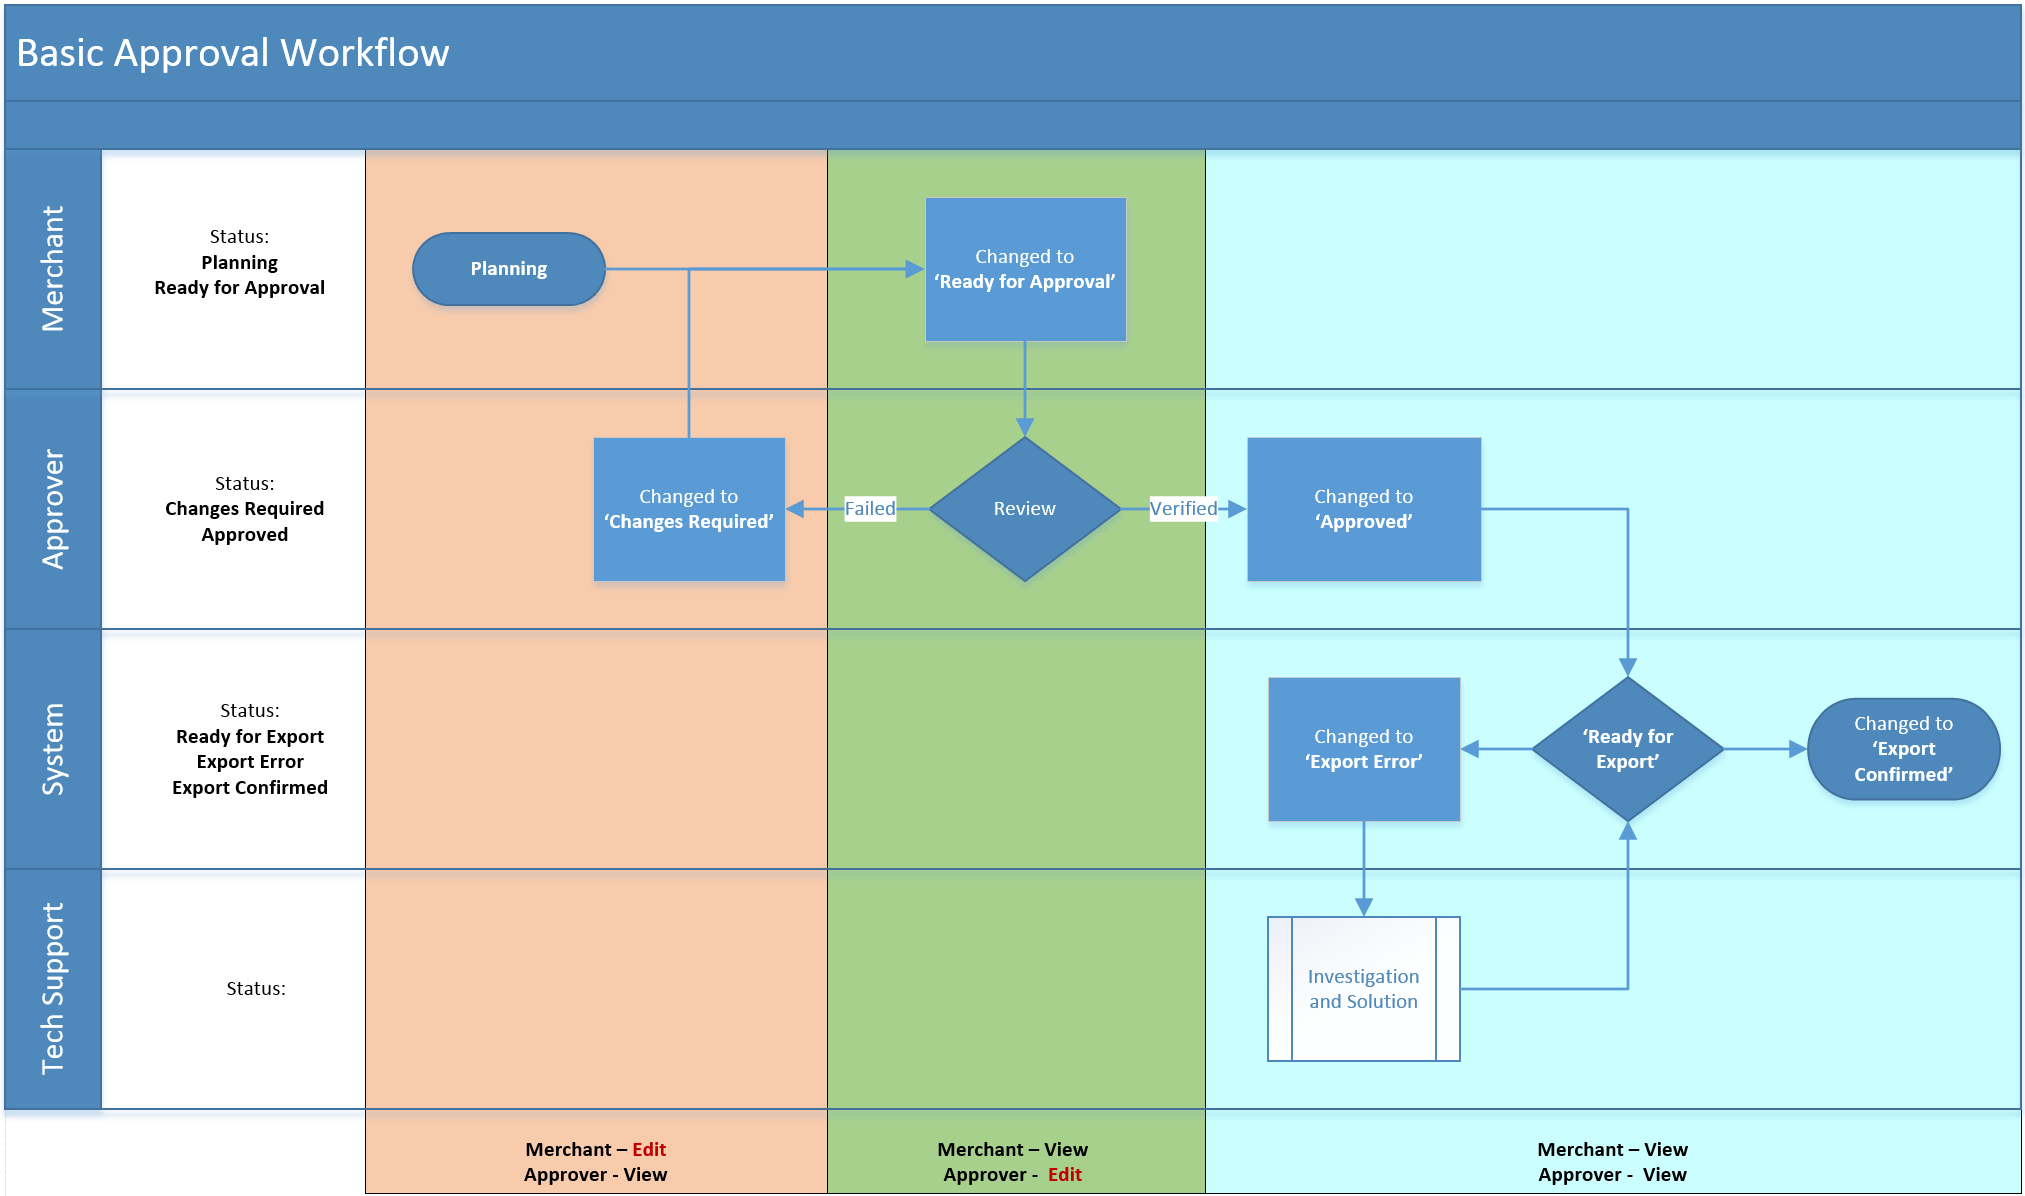 Basic Approval Workflow
Merchant
Status:
Planning
Ready for Approval
Planning
Changed to
‘Ready for Approval’
Approver
Status:
Changes Required
Approved
Changed to
‘Changes Required’
Failed
Review
Verified
Changed to
‘Approved’
System
Status:
Ready for Export
Export Error
Export Confirmed
Changed to
‘Export Error’
‘Ready for
Export’
Changed to
‘Export
Confirmed’
Tech Support
Status:
Investigation
and Solution
Merchant – Edit
Approver - View
Merchant – View
Approver -  Edit
Merchant – View
Approver -  View